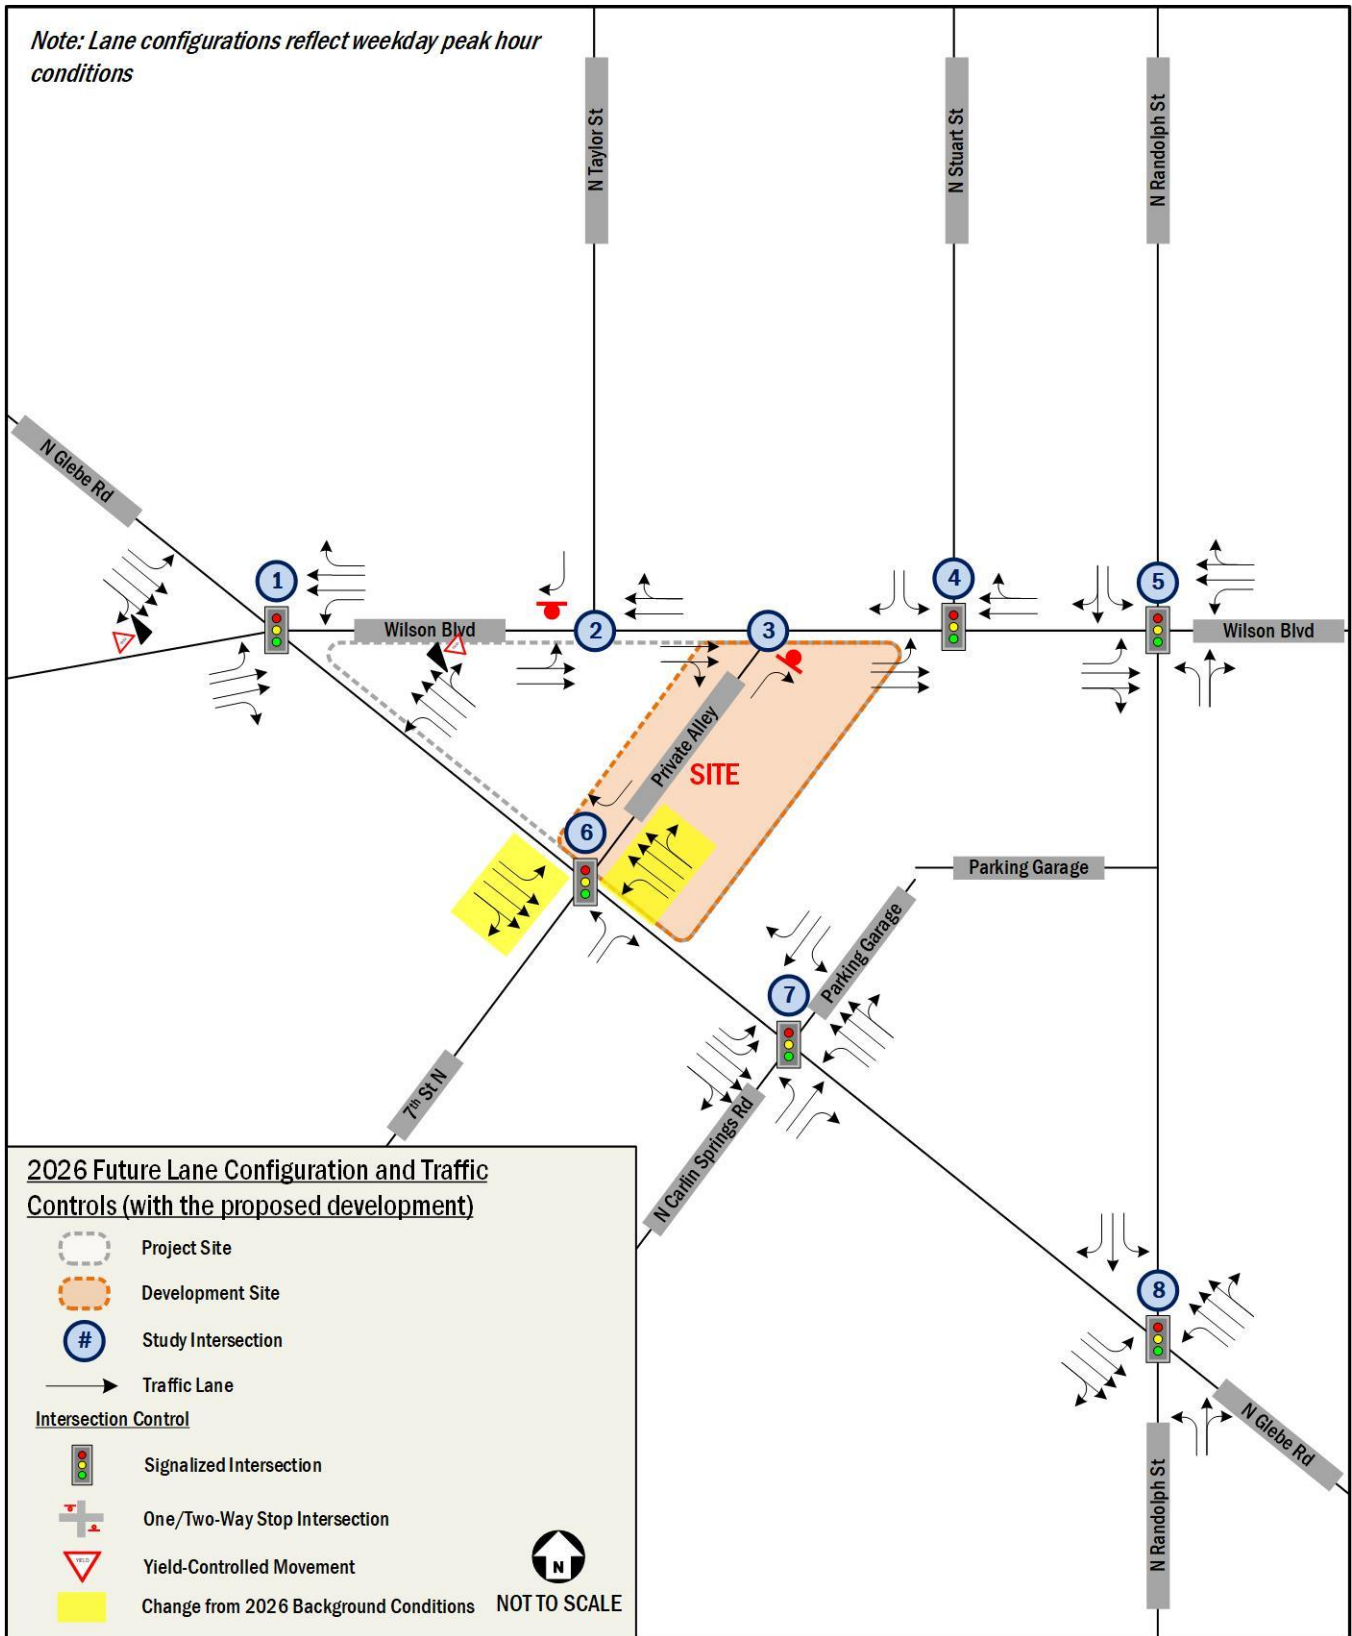 Note: Lane configurations reflect weekday peak hour
conditions
N Taylor St
N Stuart St
N Randolph St
N Glebe Rd
1
2
3
4
5
Wilson Blvd
Wilson Blvd
Private Alley
SITE
6
Parking Garage
Parking Garage
7
7th St N
N Carlin Springs Rd
8
N Glebe Rd
N Randolph St
2026 Future Lane Configuration and Traffic
Controls (with the proposed development)
Project Site
Development Site
# Study Intersection
Traffic Lane
Intersection Control
Signalized Intersection
One/Two-Way Stop Intersection
YIELD Yield-Controlled Movement
Change from 2026 Background Conditions
N
NOT TO SCALE